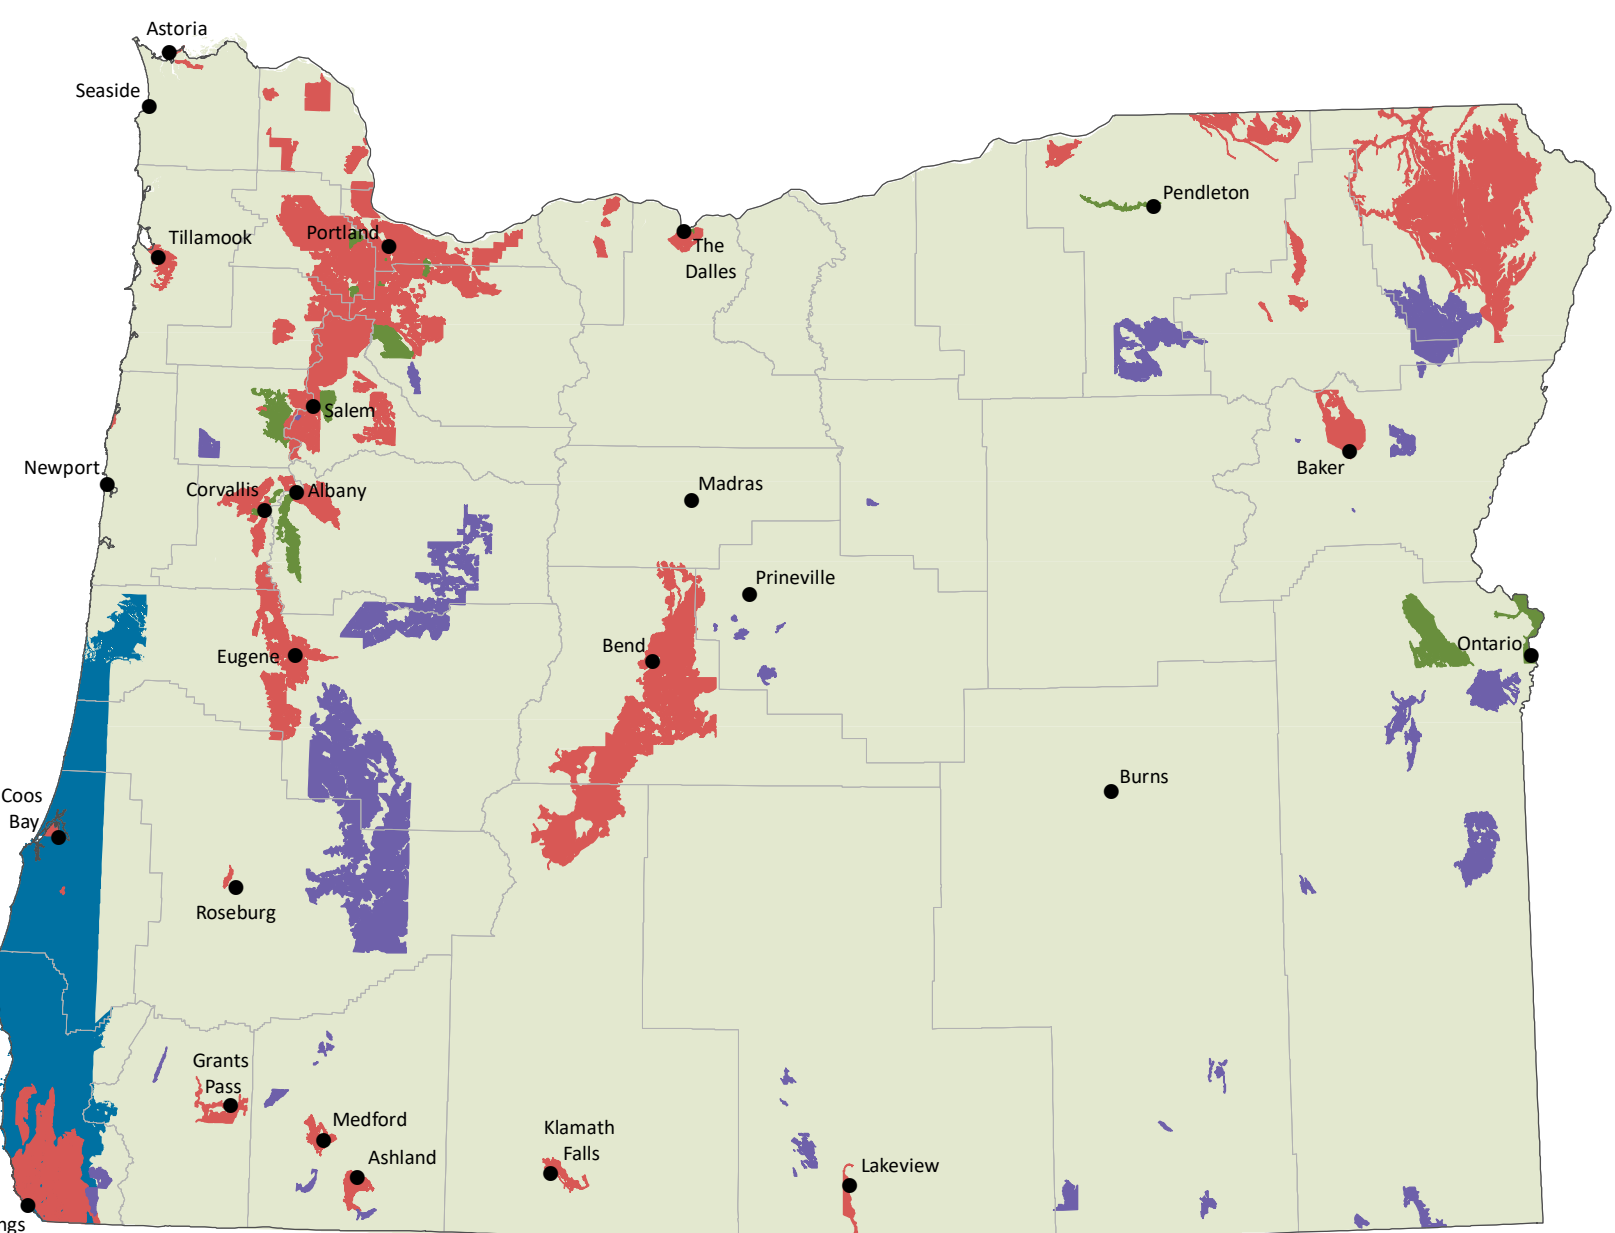 Astoria
Seaside
Pendleton
Tillamook
Portland
The
Dalles
Salem
Newport
Corvallis
Albany
Madras
Baker
Prineville
Bend
Eugene
Ontario
Burns
Coos
Bay
Roseburg
Grants
Pass
Medford
Ashland
Klamath
Falls
Lakeview
ngs